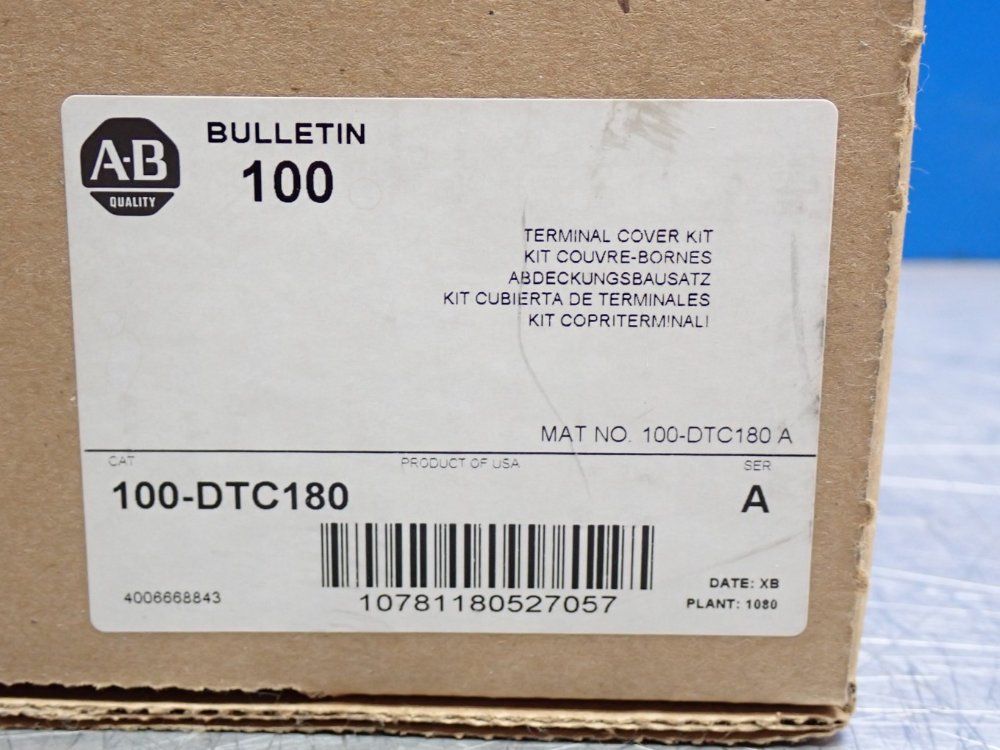 A-B
QUALITY
BULLETIN
100
TERMINAL COVER KIT
KIT COUVRE-BORNES
ABDECKUNGSBAUSATZ
KIT CUBIERTA DE TERMINALES
KIT COPRITERMINALI
MAT NO. 100-DTC180 A
CAT PRODUCT OF USA SER
100-DTC180 A
10781180527057
4006668843
DATE: XB
PLANT: 1080